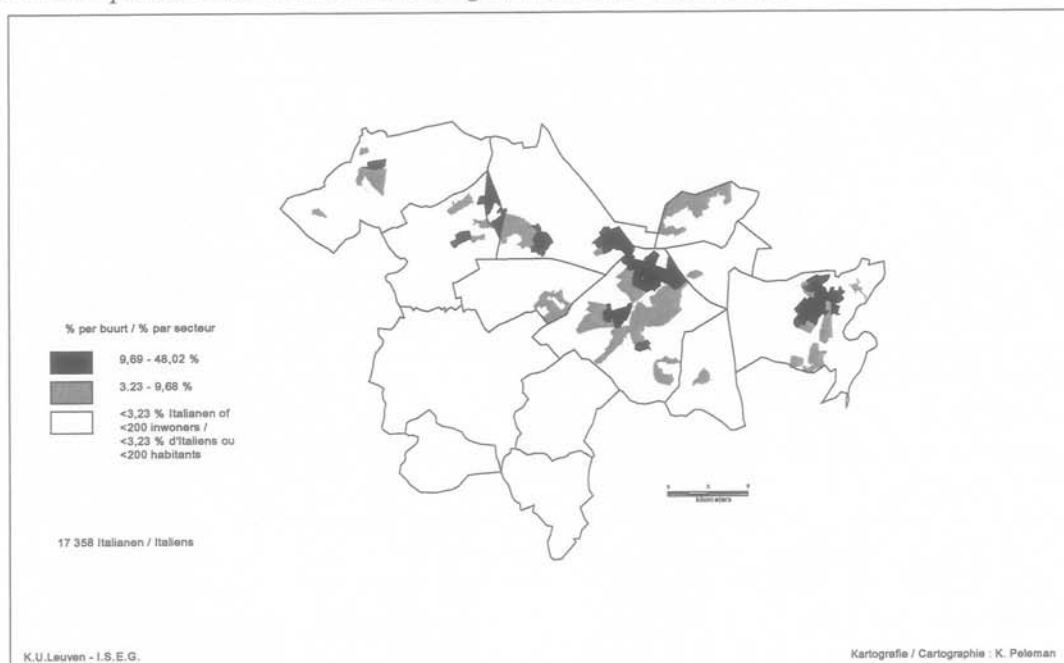 % per buurt / % par secteur
9,69 - 48,02 %
3.23 - 9,68 %
<3,23 % Italianen of
<200 inwoners /
<3,23 % d'Italiens ou
<200 habitants
kilometers
17 358 Italianen / Italiens
K.U.Leuven - I.S.E.G.
Kartografie / Cartographie : K. Peleman